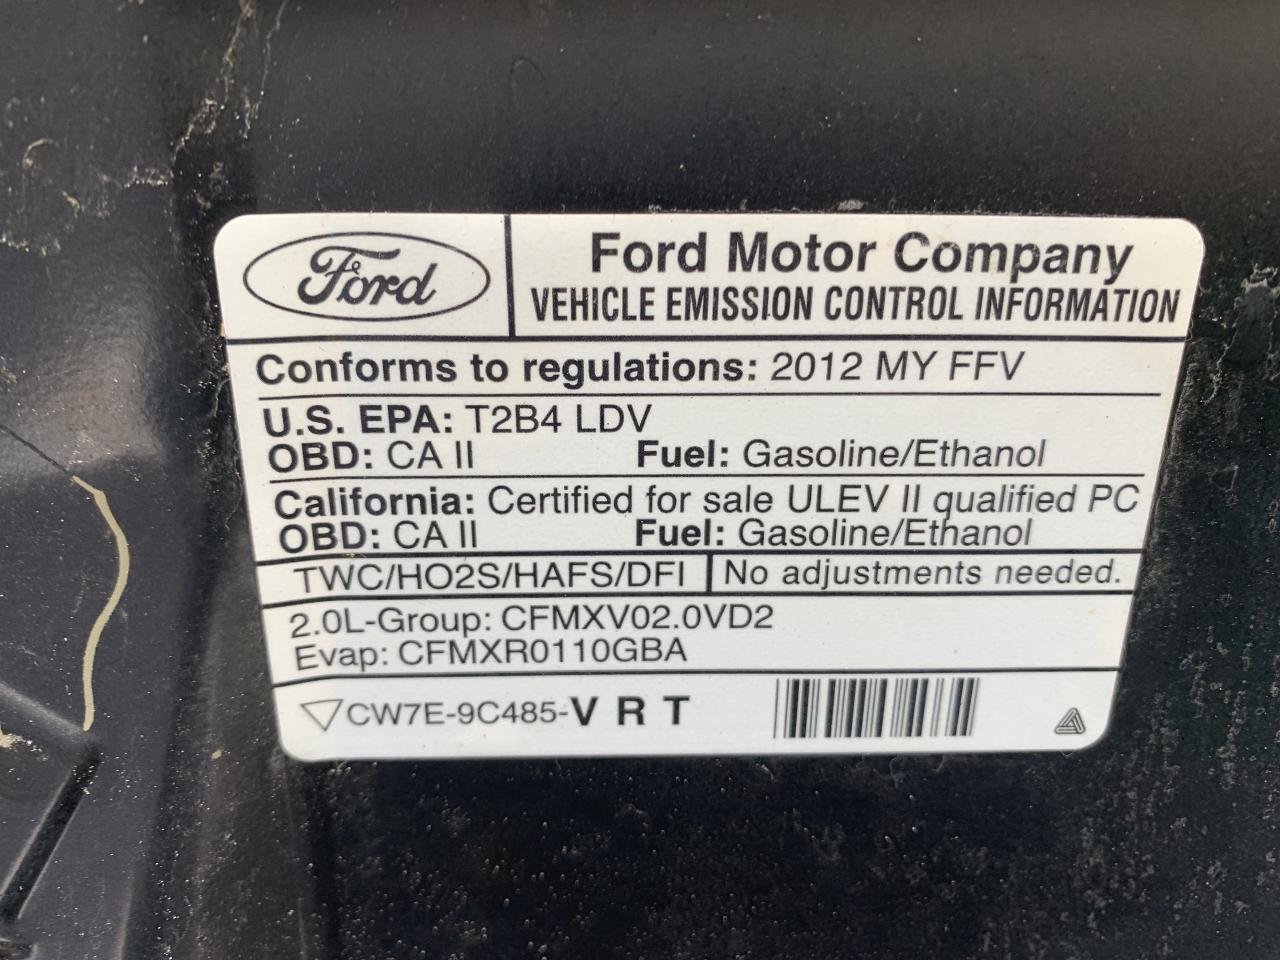 Ford
Ford Motor Company
VEHICLE EMISSION CONTROL INFORMATION
Conforms to regulations: 2012 MY FFV
U.S. EPA: T2B4 LDV
OBD: CA II Fuel: Gasoline/Ethanol
California: Certified for sale ULEV II qualified PC
OBD: CA II Fuel: Gasoline/Ethanol
TWC/HO2S/HAFS/DFI No adjustments needed.
2.0L-Group: CFMXV02.0VD2
Evap: CFMXR0110GBA
CW7E-9C485-V R T